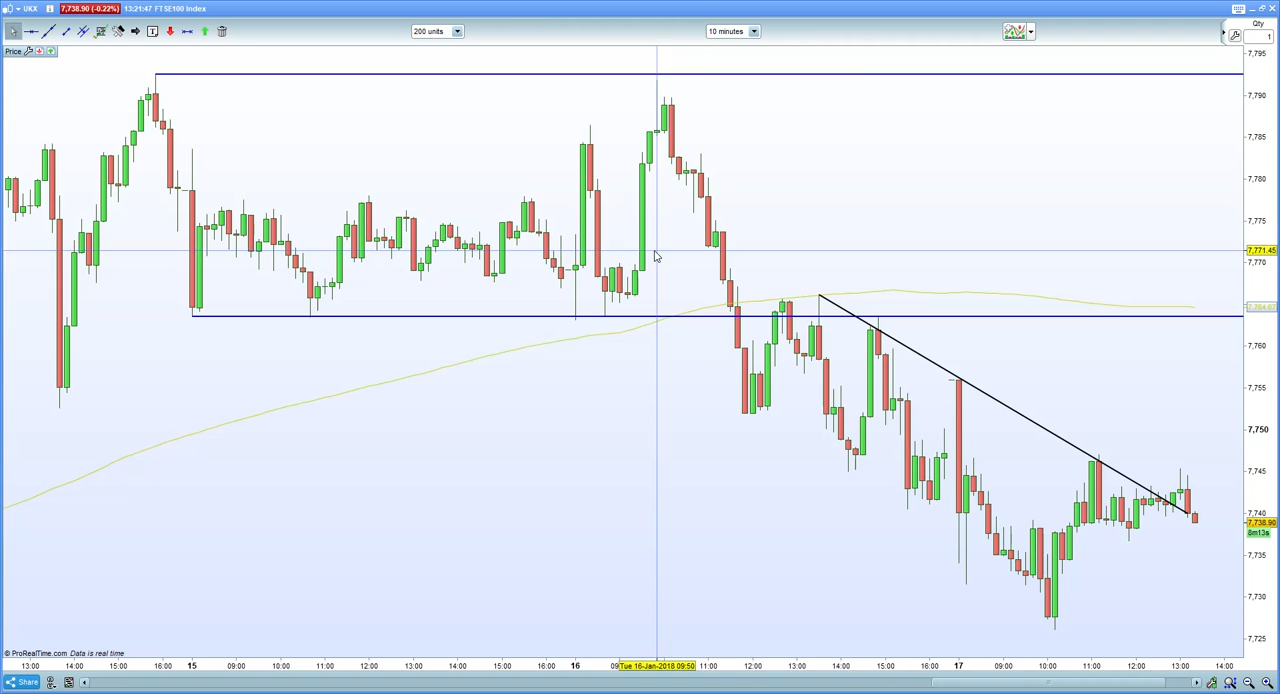 UKX 7,738.90 (-0.22%) 13:21:47 FTSE100 Index
200 units 10 minutes Qty
1
Price
7,795
7,790
7,785
7,780
7,775
7,771.45
7,770
7,764.67
7,760
7,755
7,750
7,745
7,740
7,738.90
8m13s
7,735
7,730
7,725
© ProRealTime.com Data is real time
13:00 14:00 15:00 16:00 15 09:00 10:00 11:00 12:00 13:00 14:00 15:00 16:00 16 09 Tue 16-Jan-2018 09:50 11:00 12:00 13:00 14:00 15:00 16:00 17 09:00 10:00 11:00 12:00 13:00 14:00
Share